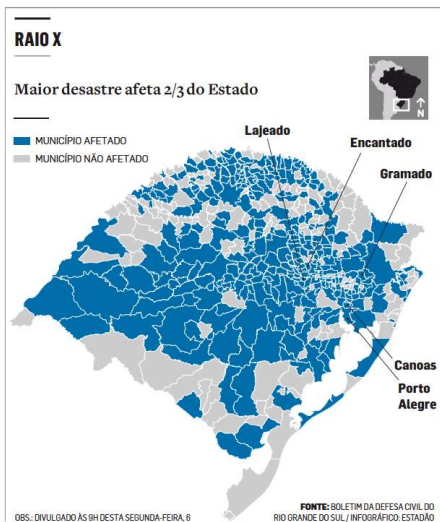 RAIO X
Maior desastre afeta 2/3 do Estado
MUNICÍPIO AFETADO
MUNICÍPIO NÃO AFETADO
N
Lajeado
Encantado
Gramado
Canoas
Porto
Alegre
OBS.: DIVULGADO ÀS 9H DESTA SEGUNDA-FEIRA, 6
FONTE: BOLETIM DA DEFESA CIVIL DO
RIO GRANDE DO SUL / INFOGRÁFICO: ESTADÃO